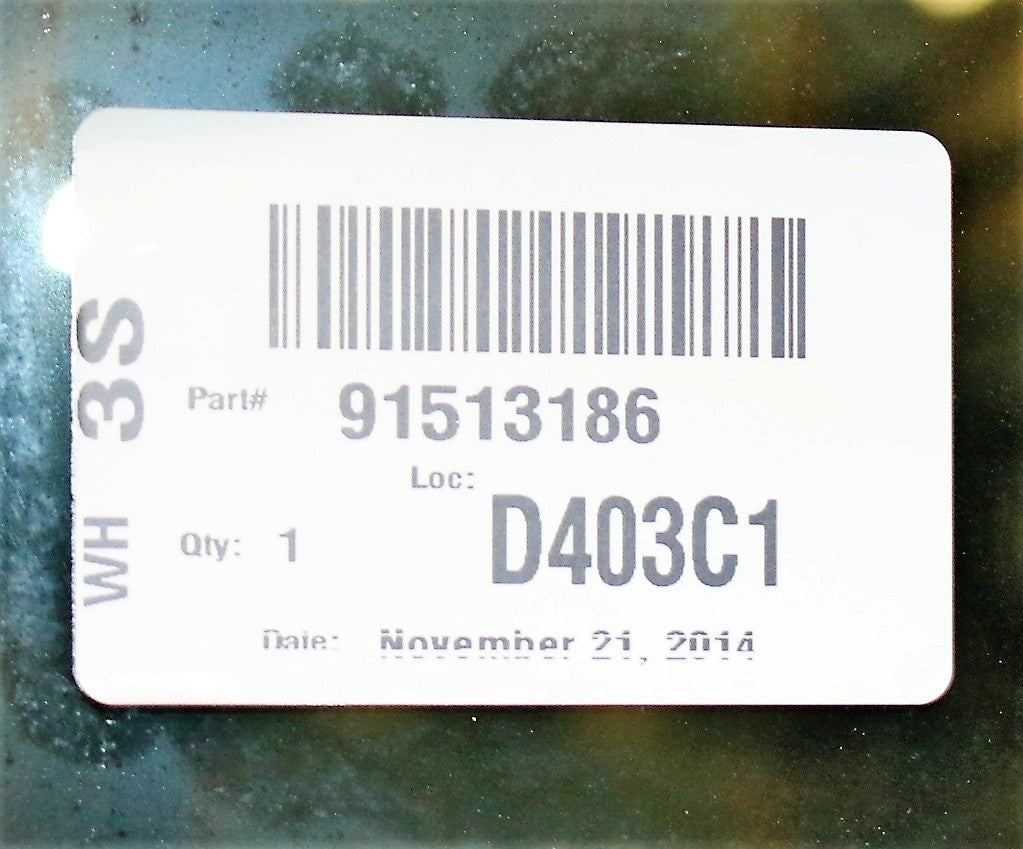 Part# 91513186
Loc:
Qty: 1 D403C1
Date: November 21, 2014
WH 3S